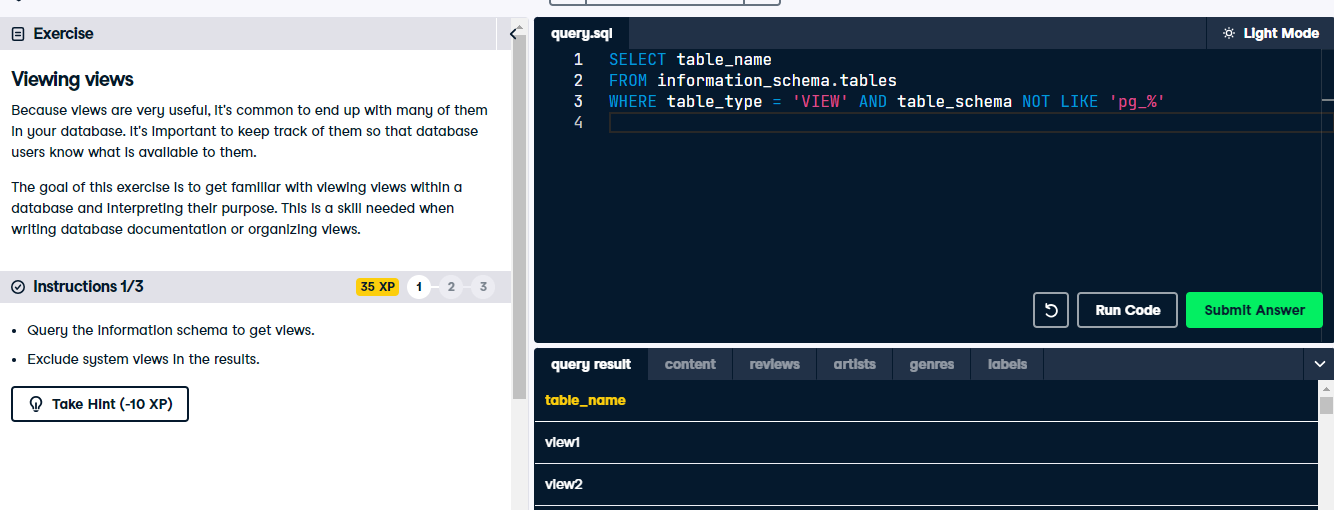 Exercise
Viewing views
Because views are very useful, it's common to end up with many of them
in your database. It's important to keep track of them so that database
users know what is available to them.
The goal of this exercise is to get familiar with viewing views within a
database and interpreting their purpose. This is a skill needed when
writing database documentation or organizing views.
Instructions 1/3
35 XP
1
2
3
Query the information schema to get views.
Exclude system views in the results.
Take Hint (-10 XP)
query.sql
Light Mode
1 SELECT table_name
2 FROM information_schema.tables
3 WHERE table_type = 'VIEW' AND table_schema NOT LIKE 'pg_%'
4
Run Code
Submit Answer
query result
content
reviews
artists
genres
labels
table_name
view1
view2